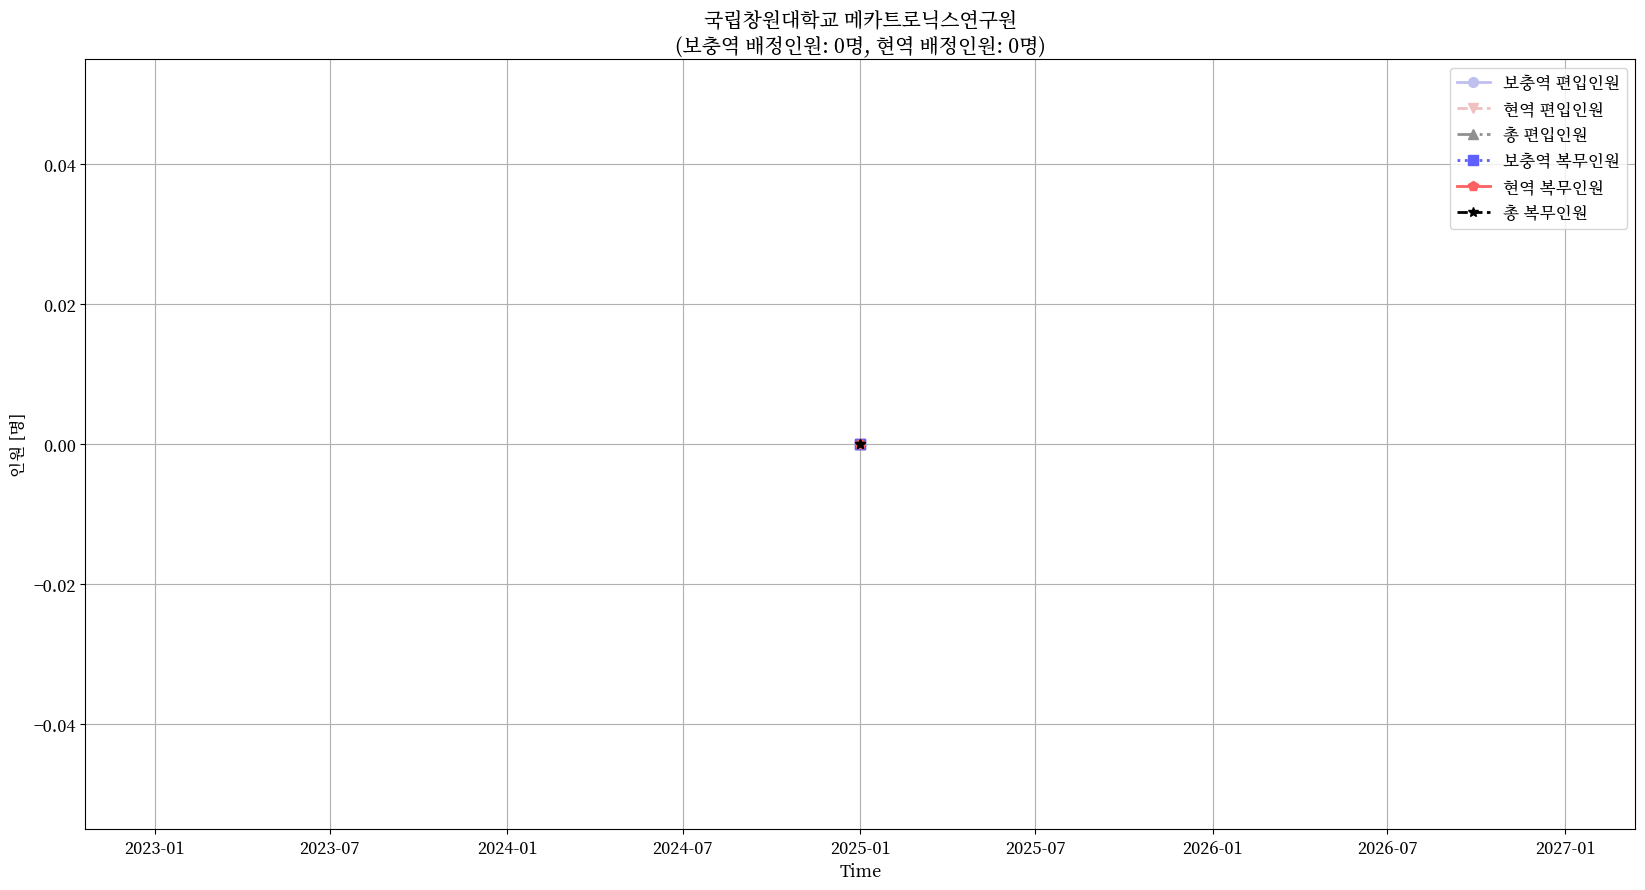 국립창원대학교 메카트로닉스연구원
(보충역 배정인원: 0명, 현역 배정인원: 0명)
보충역 편입인원
현역 편입인원
총 편입인원
보충역 복무인원
현역 복무인원
총 복무인원
인원 [명]
0.04
0.02
0.00
−0.02
−0.04
2023-01 2023-07 2024-01 2024-07 2025-01 2025-07 2026-01 2026-07 2027-01
Time